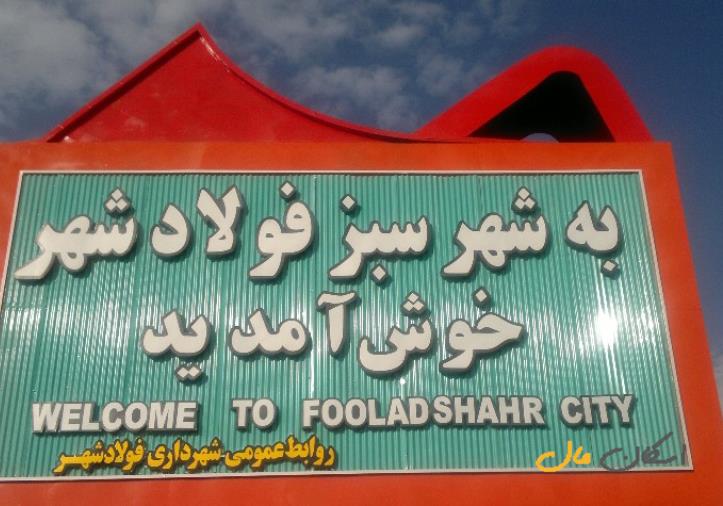 به شهر سبز فولادشهر
خوش آمدید
WELCOME TO FOOLADSHAHR CITY
روابط عمومی شهرداری فولادشهر
اسکان مال